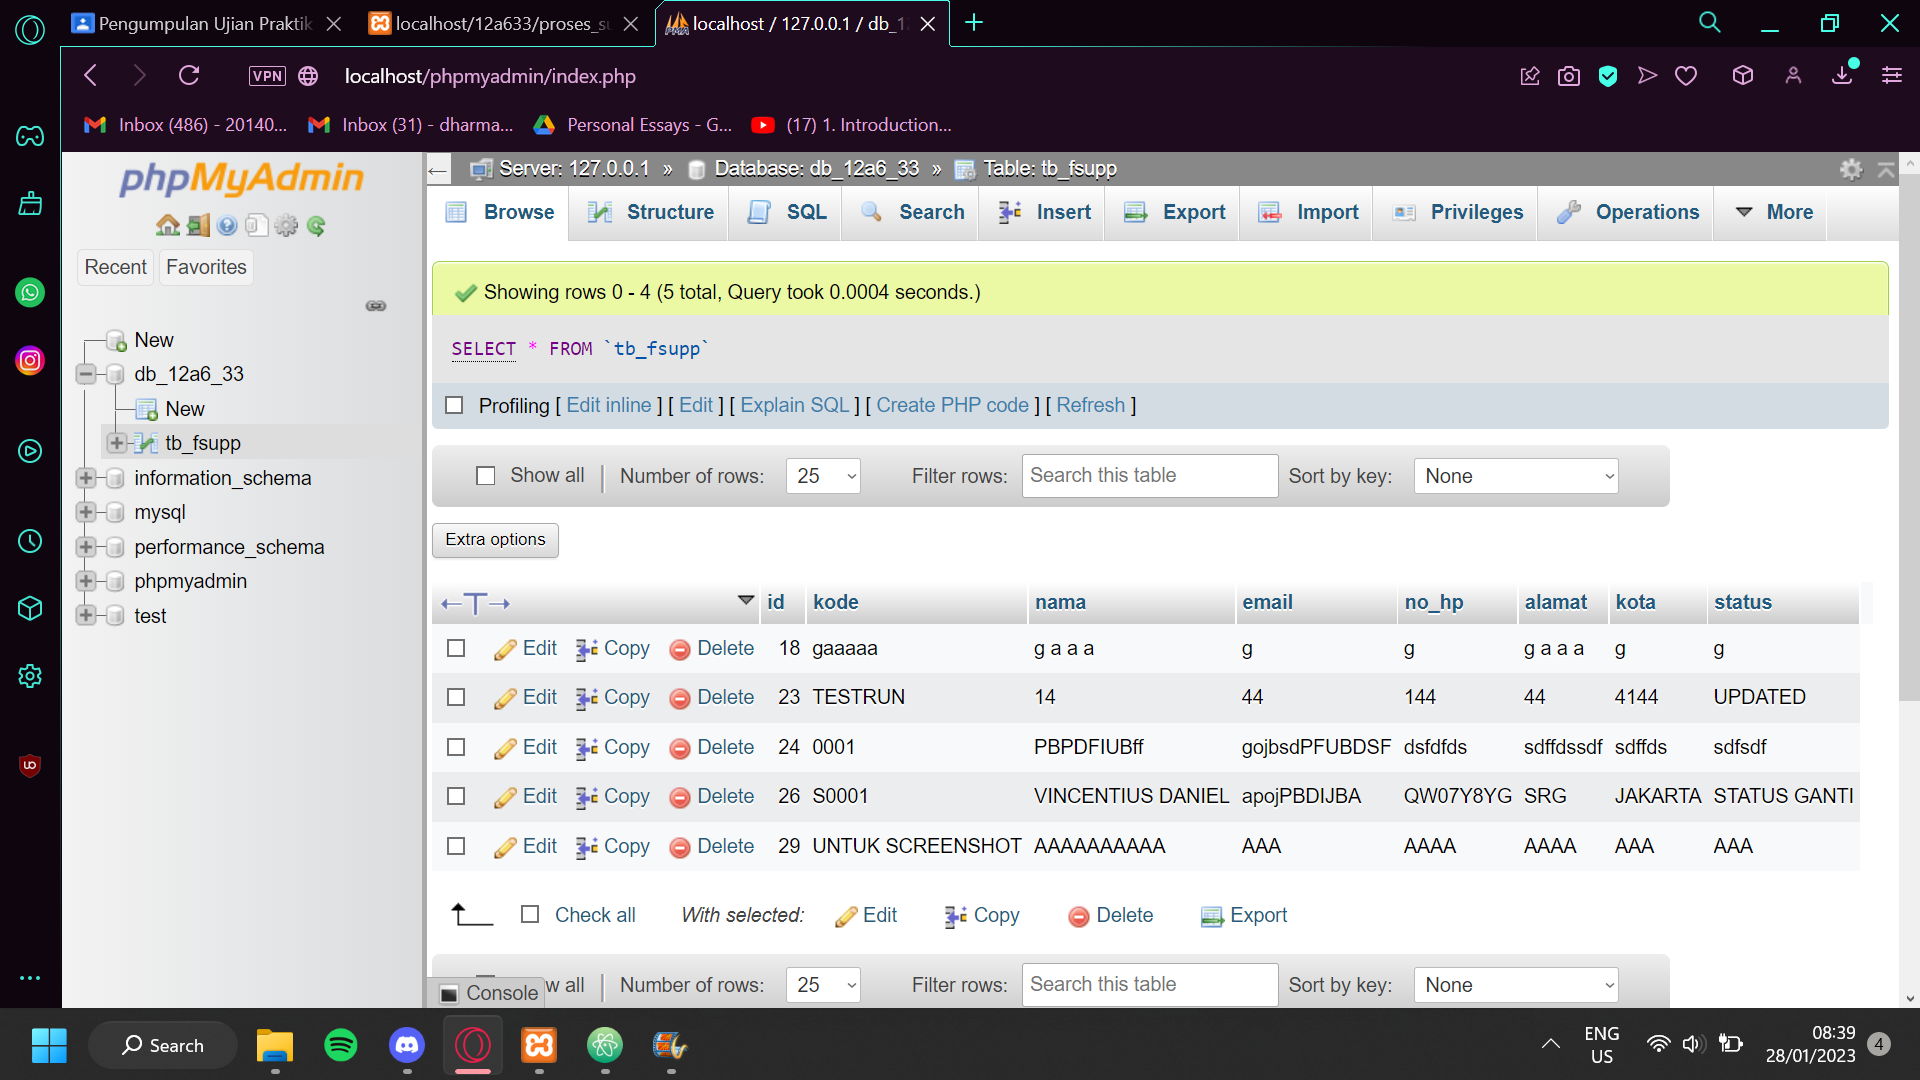 Pengumpulan Ujian Praktik
localhost/12a633/proses_su
localhost / 127.0.0.1 / db_12
VPN
localhost/phpmyadmin/index.php
Inbox (486) - 20140...
Inbox (31) - dharma...
Personal Essays - G...
(17) 1. Introduction...
phpMyAdmin
Recent
Favorites
New
db_12a6_33
New
tb_fsupp
information_schema
mysql
performance_schema
phpmyadmin
test
Server: 127.0.0.1 » Database: db_12a6_33 » Table: tb_fsupp
Browse Structure SQL Search Insert Export Import Privileges Operations More
Showing rows 0 - 4 (5 total, Query took 0.0004 seconds.)
SELECT * FROM `tb_fsupp`
Profiling [ Edit inline ] [ Edit ] [ Explain SQL ] [ Create PHP code ] [ Refresh ]
Show all Number of rows: 25 Filter rows: Search this table Sort by key: None
Extra options
id kode nama email no_hp alamat kota status
Edit Copy Delete 18 gaaaaa g a a a g g g a a a g g
Edit Copy Delete 23 TESTRUN 14 44 144 44 4144 UPDATED
Edit Copy Delete 24 0001 PBPDFIUBff gojbsdPFUBDSF dsfdfds sdffdssdf sdffds sdfsdf
Edit Copy Delete 26 S0001 VINCENTIUS DANIEL apojPBDIJBA QW07Y8YG SRG JAKARTA STATUS GANTI
Edit Copy Delete 29 UNTUK SCREENSHOT AAAAAAAAAA AAA AAAA AAAA AAA AAA
Check all With selected: Edit Copy Delete Export
w all Number of rows: 25 Filter rows: Search this table Sort by key: None
Console
Search
ENG
US
08:39
28/01/2023
4